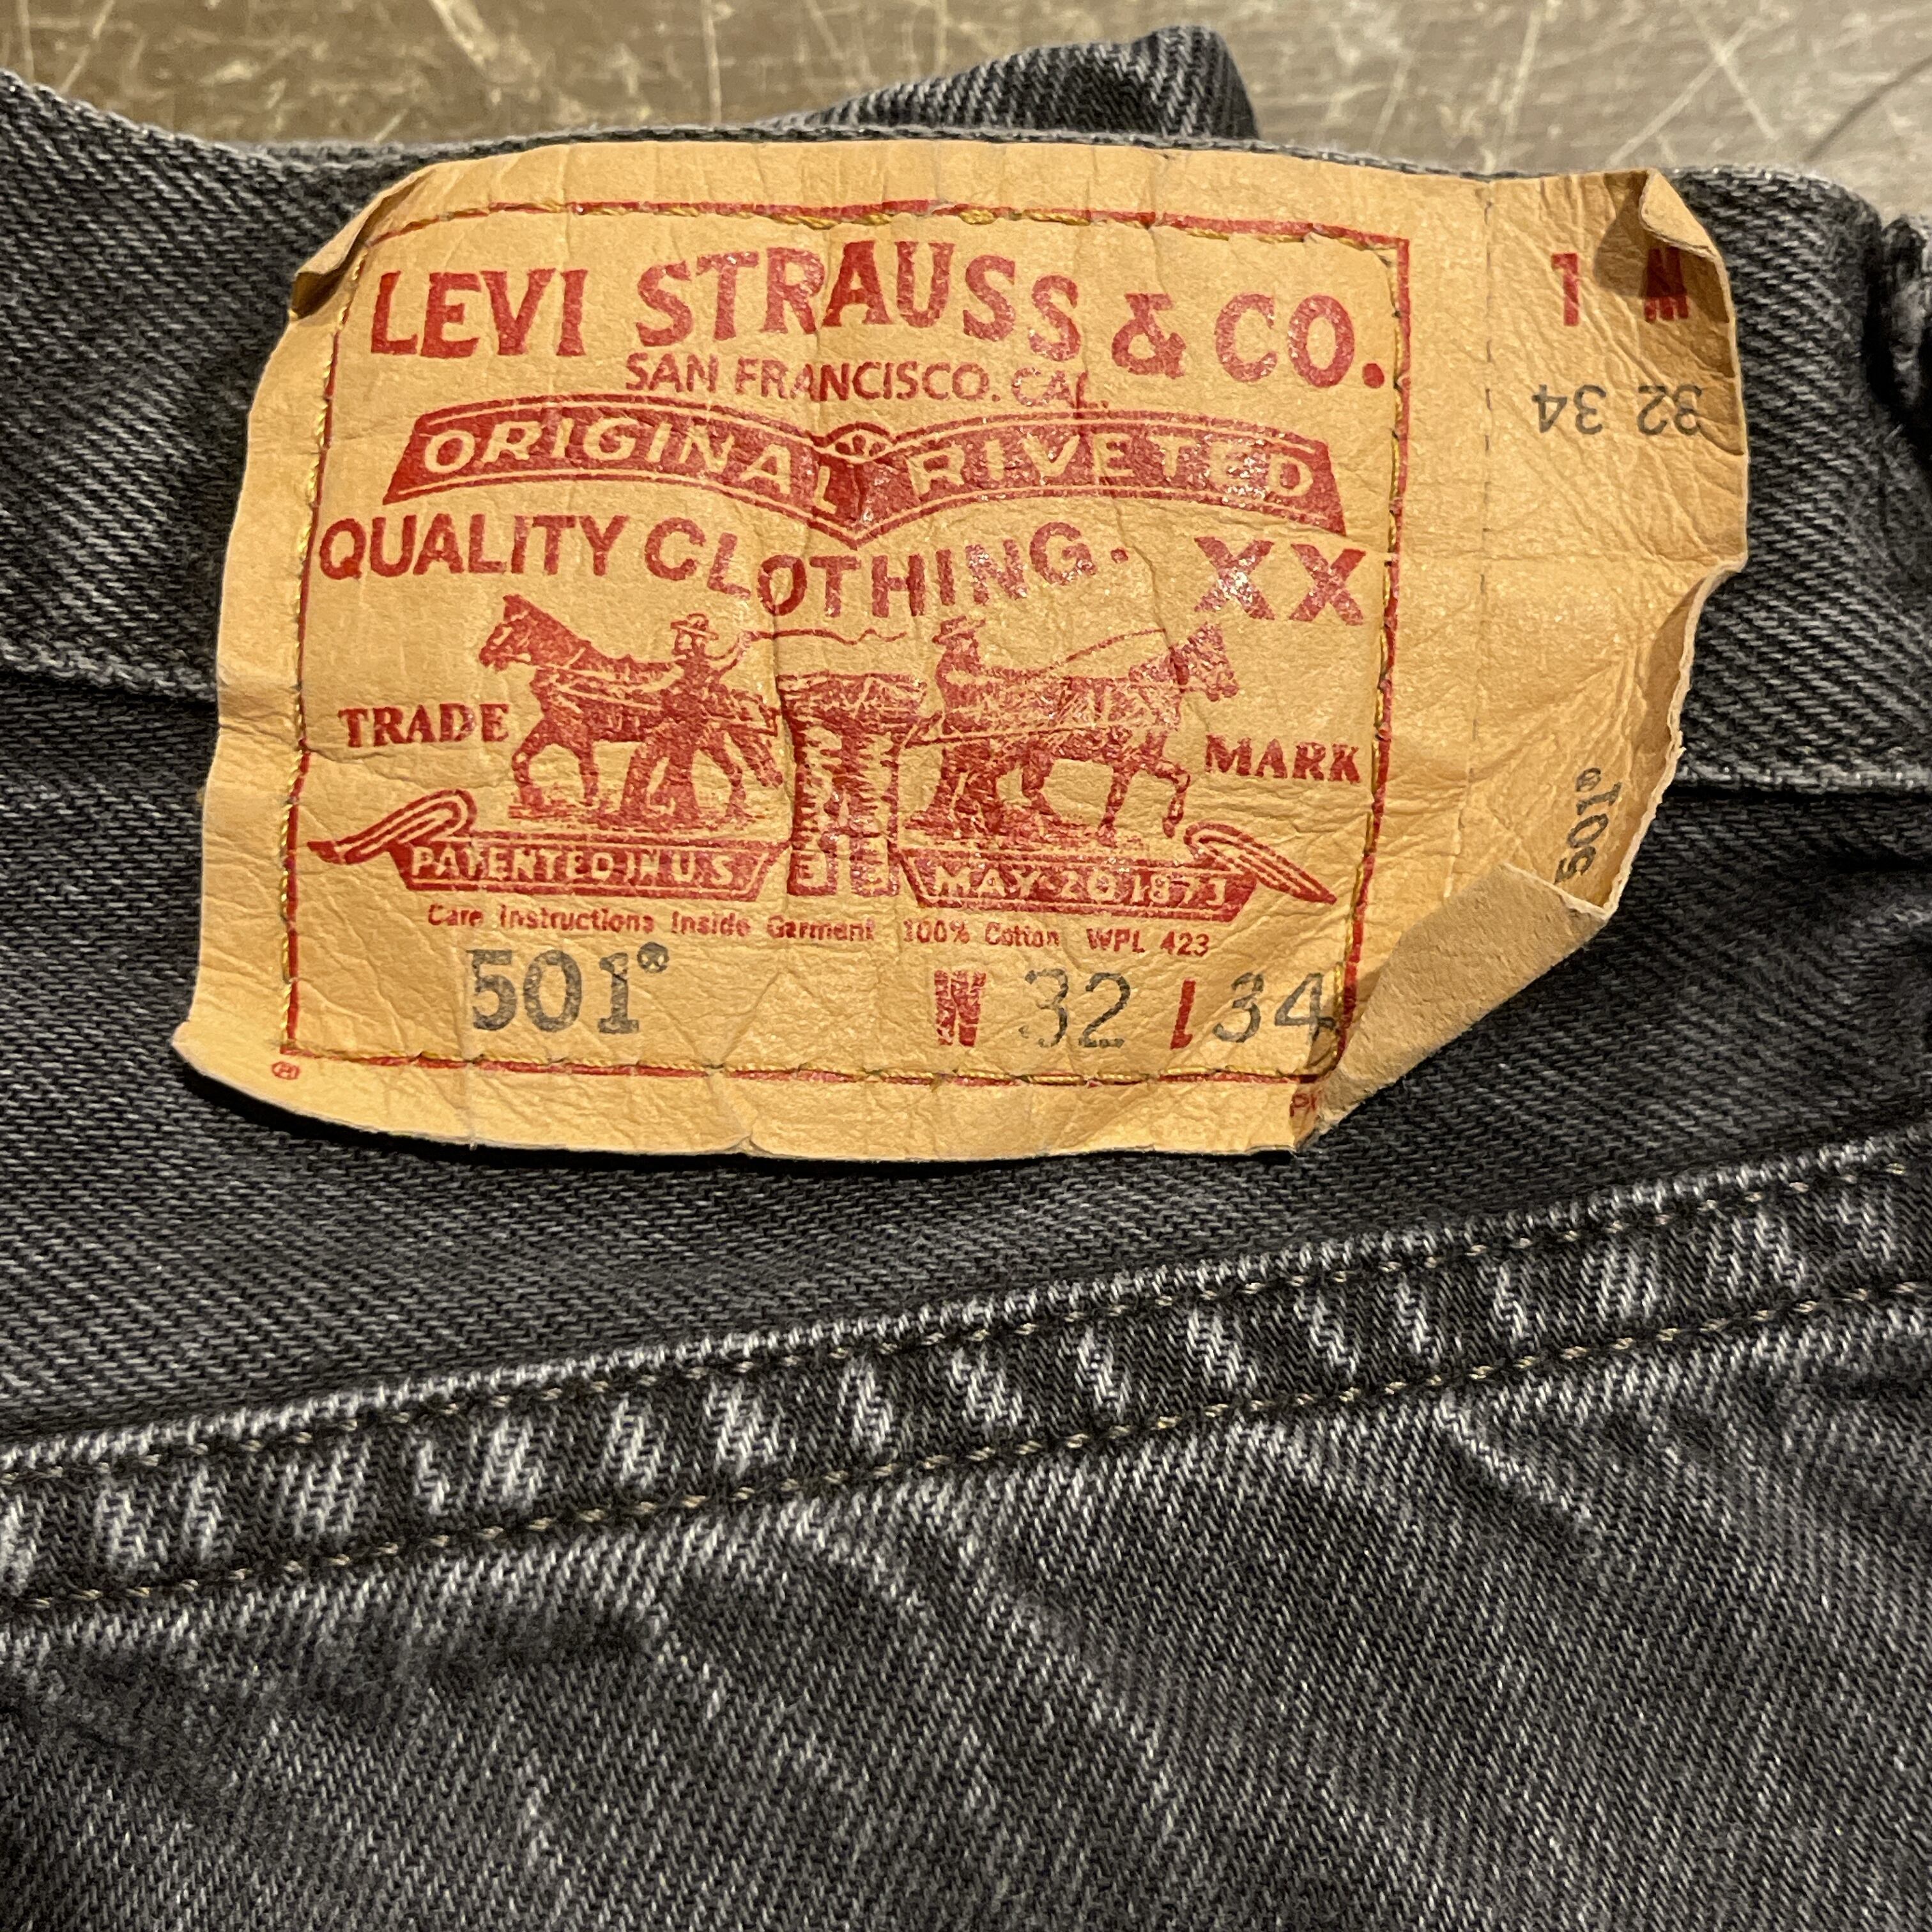 LEVI STRAUSS & CO.
SAN FRANCISCO. CAL.
ORIGINAL RIVETED
QUALITY CLOTHING.
XX
TRADE MARK
PATENTED IN U.S. MAY 20 1873
Care Instructions Inside Garment 100% Cotton WPL 423
501® W 32 L 34
L W
32 34
501®